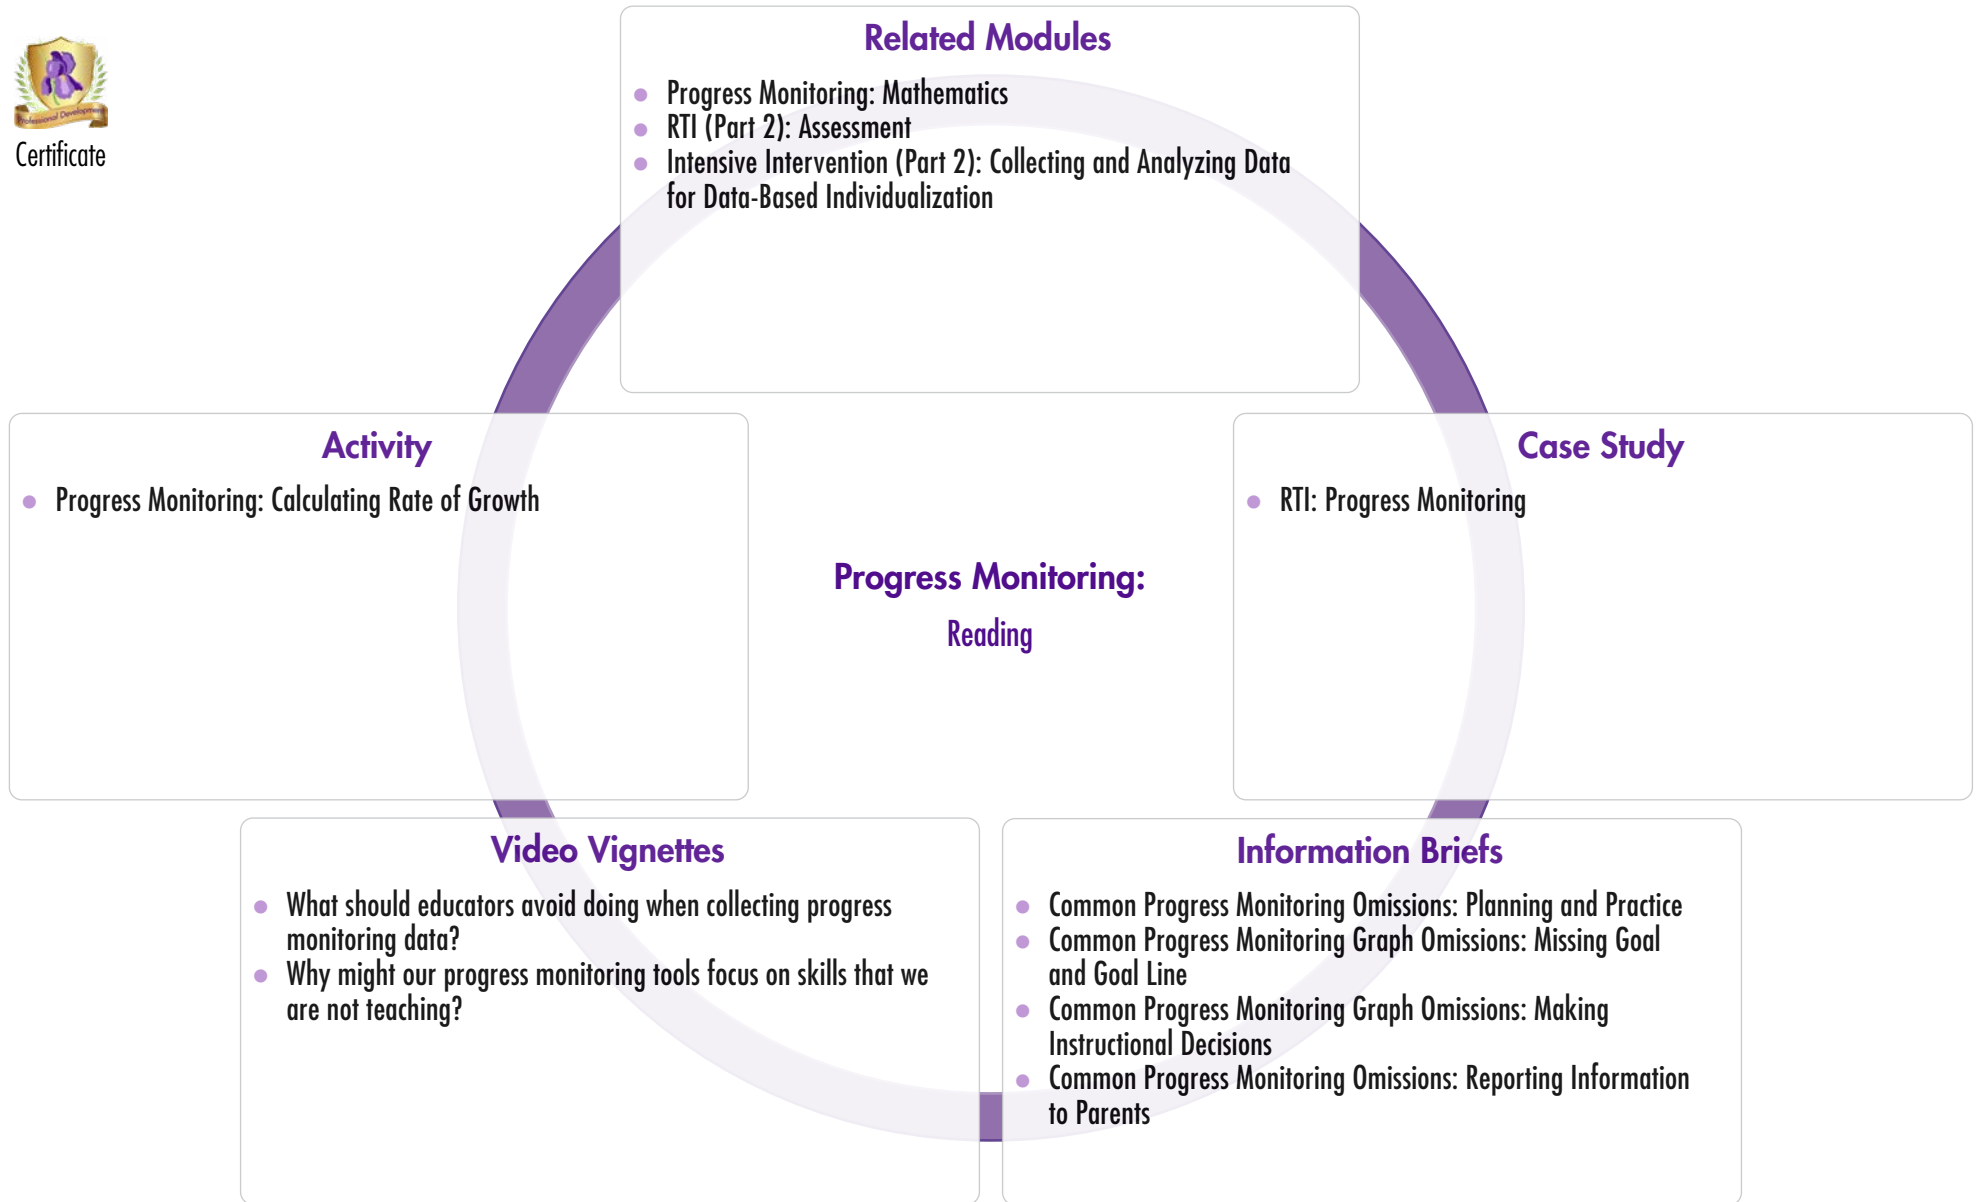 Professional Development
Certificate
Related Modules
Progress Monitoring: Mathematics
RTI (Part 2): Assessment
Intensive Intervention (Part 2): Collecting and Analyzing Data
for Data-Based Individualization
Activity
Progress Monitoring: Calculating Rate of Growth
Case Study
RTI: Progress Monitoring
Progress Monitoring:
Reading
Video Vignettes
What should educators avoid doing when collecting progress
monitoring data?
Why might our progress monitoring tools focus on skills that we
are not teaching?
Information Briefs
Common Progress Monitoring Omissions: Planning and Practice
Common Progress Monitoring Graph Omissions: Missing Goal
and Goal Line
Common Progress Monitoring Graph Omissions: Making
Instructional Decisions
Common Progress Monitoring Omissions: Reporting Information
to Parents